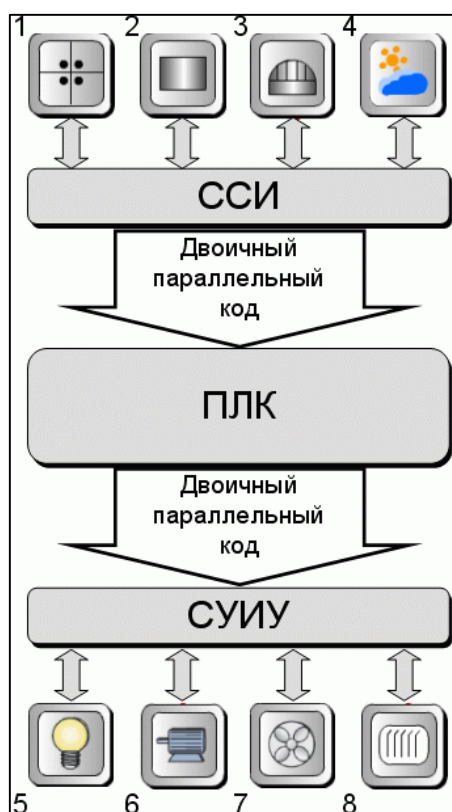 1 2 3 4
ССИ
Двоичный
параллельный
код
ПЛК
Двоичный
параллельный
код
СУИУ
5 6 7 8